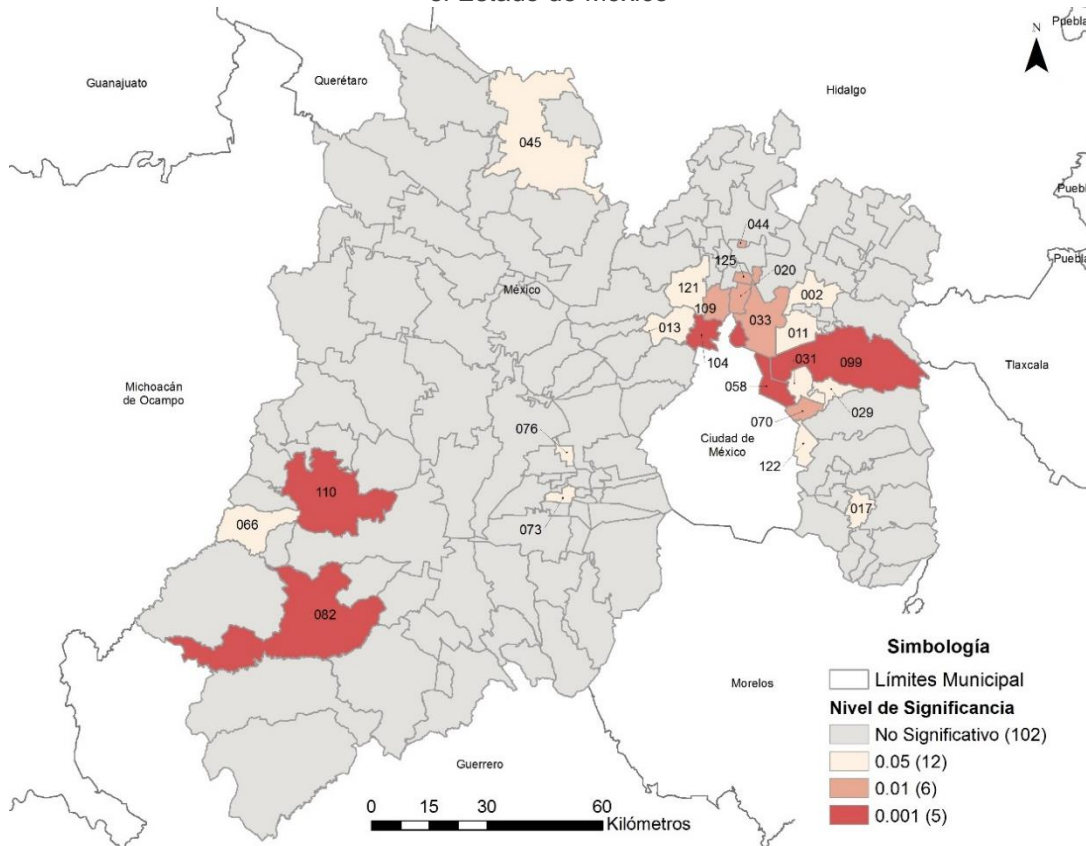 el Estado de México
Puebla
Guanajuato
Querétaro
Hidalgo
N
045
Puebl
044
Puebla
125
020
México
121
002
109
033
011
013
Michoacán
de Ocampo
104
031
099
Tlaxcala
058
029
070
076
Ciudad de
México
122
110
017
066
073
082
Morelos
Guerrero
0 15 30 60
Kilómetros
Simbología
Límites Municipal
Nivel de Significancia
No Significativo (102)
0.05 (12)
0.01 (6)
0.001 (5)